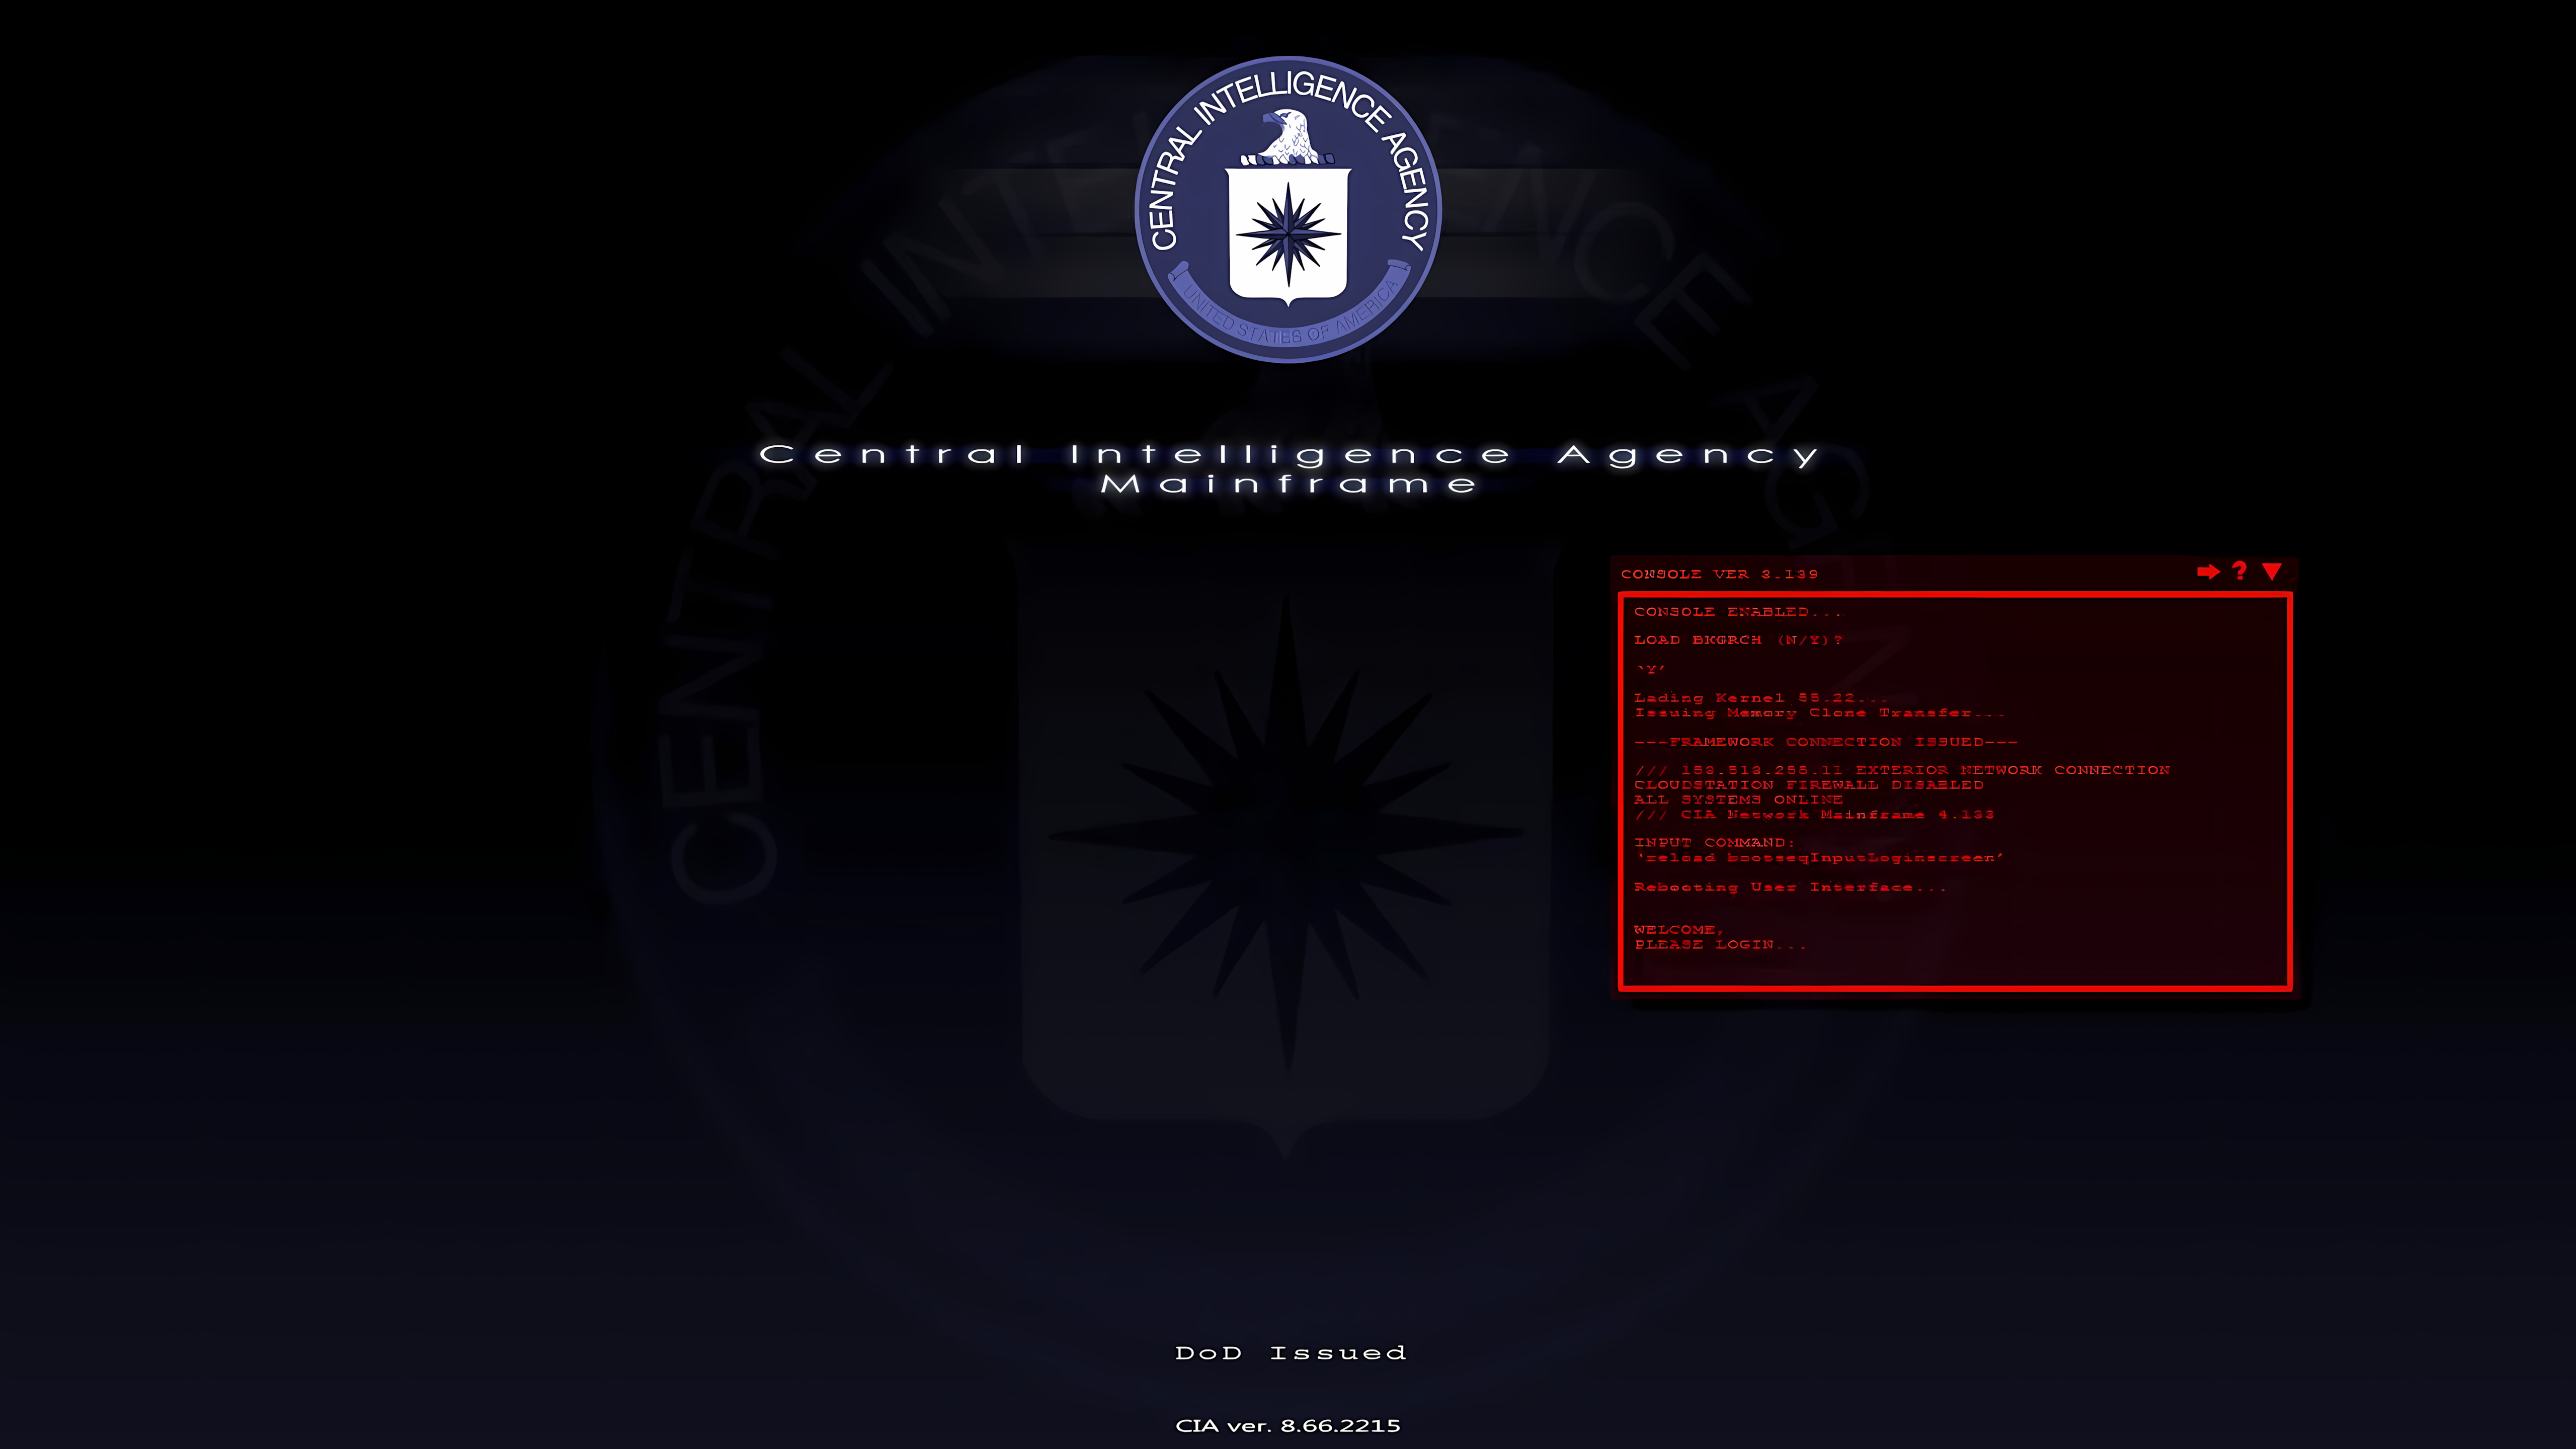 CENTRAL INTELLIGENCE AGENCY
UNITED STATES OF AMERICA
CENTRAL INTELLIGENCE AGENCY
Central Intelligence Agency
Mainframe
CONSOLE VER 3.139
?
CONSOLE ENABLED...
LOAD BKGRCH (N/Y)?
`Y'
Lading Kernel 55.22...
Issuing Memory Clone Transfer...
---FRAMEWORK CONNECTION ISSUED---
/// 153.513.255.11 EXTERIOR NETWORK CONNECTION
CLOUDSTATION FIREWALL DISABLED
ALL SYSTEMS ONLINE
/// CIA Network Mainframe 4.133
INPUT COMMAND:
`reload bootseqInputLoginscreen'
Rebooting User Interface...
WELCOME,
PLEASE LOGIN...
DoD Issued
CIA ver. 8.66.2215